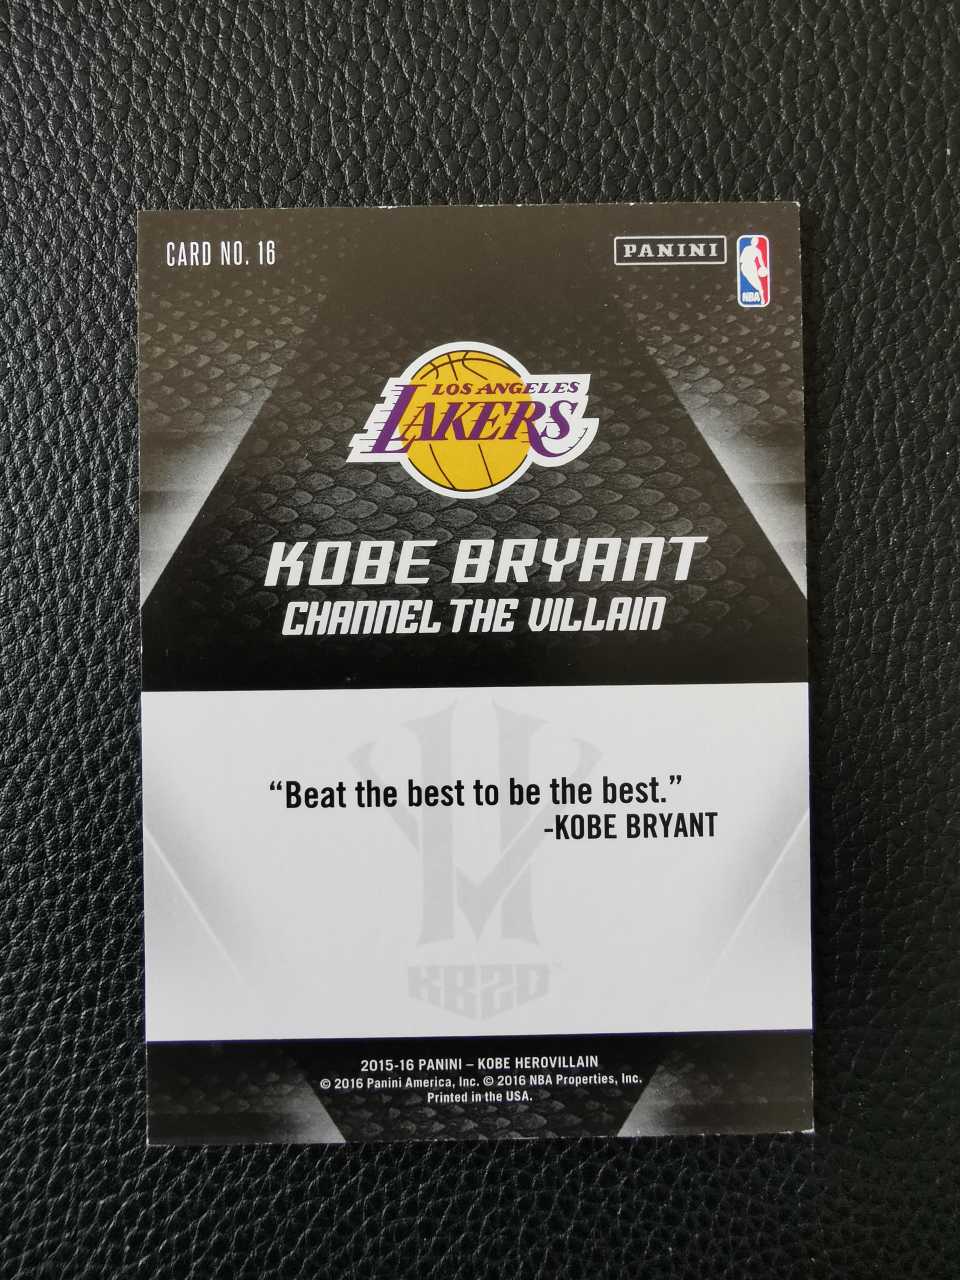 CARD NO. 16
PANINI
NBA
LOS ANGELES
LAKERS
KOBE BRYANT
CHANNEL THE VILLAIN
“Beat the best to be the best.”
-KOBE BRYANT
KB20
2015-16 PANINI – KOBE HEROVILLAIN
© 2016 Panini America, Inc. © 2016 NBA Properties, Inc.
Printed in the USA.